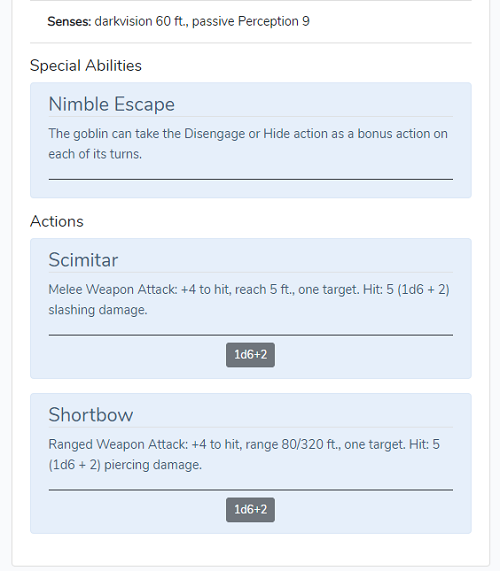 Senses: darkvision 60 ft., passive Perception 9
Special Abilities
Nimble Escape
The goblin can take the Disengage or Hide action as a bonus action on
each of its turns.
Actions
Scimitar
Melee Weapon Attack: +4 to hit, reach 5 ft., one target. Hit: 5 (1d6 + 2)
slashing damage.
1d6+2
Shortbow
Ranged Weapon Attack: +4 to hit, range 80/320 ft., one target. Hit: 5
(1d6 + 2) piercing damage.
1d6+2